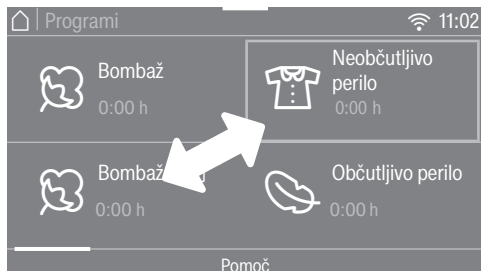 Programi 11:02
Bombaž
0:00 h
Neobčutljivo
perilo
0:00 h
Bombaž
0:00 h
Občutljivo perilo
0:00 h
Pomoč